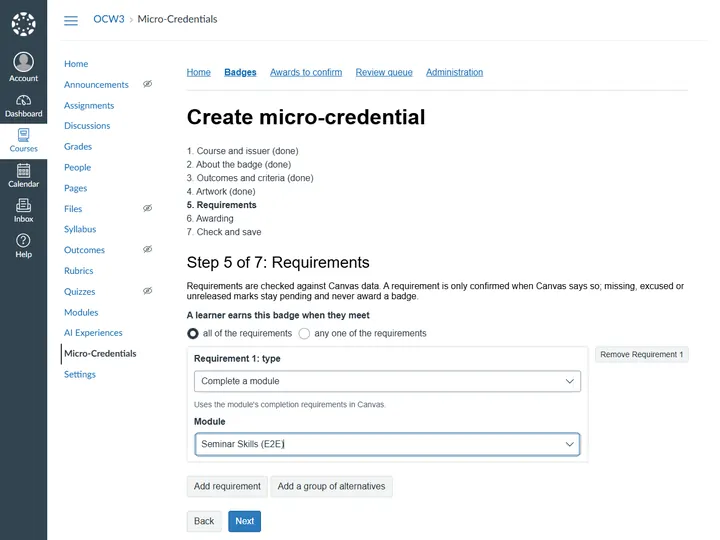 OCW3 › Micro-Credentials
Account
Dashboard
Courses
Calendar
Inbox
Help
Home
Announcements
Assignments
Discussions
Grades
People
Pages
Files
Syllabus
Outcomes
Rubrics
Quizzes
Modules
AI Experiences
Micro-Credentials
Settings
Home Badges Awards to confirm Review queue Administration
Create micro-credential
1. Course and issuer (done)
2. About the badge (done)
3. Outcomes and criteria (done)
4. Artwork (done)
5. Requirements
6. Awarding
7. Check and save
Step 5 of 7: Requirements
Requirements are checked against Canvas data. A requirement is only confirmed when Canvas says so; missing, excused or
unreleased marks stay pending and never award a badge.
A learner earns this badge when they meet
all of the requirements any one of the requirements
Requirement 1: type
Remove Requirement 1
Complete a module
Uses the module's completion requirements in Canvas.
Module
Seminar Skills (E2E)
Add requirement Add a group of alternatives
Back Next